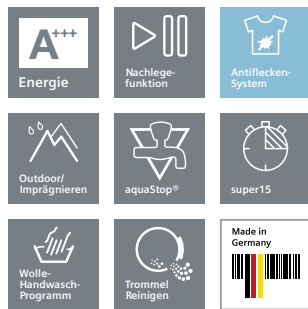 A+++
Energie
Nachlege-
funktion
Antiflecken-
System
Outdoor/
Imprägnieren
aquaStop®
super15
Wolle-
Handwasch-
Programm
Trommel
Reinigen
Made in
Germany